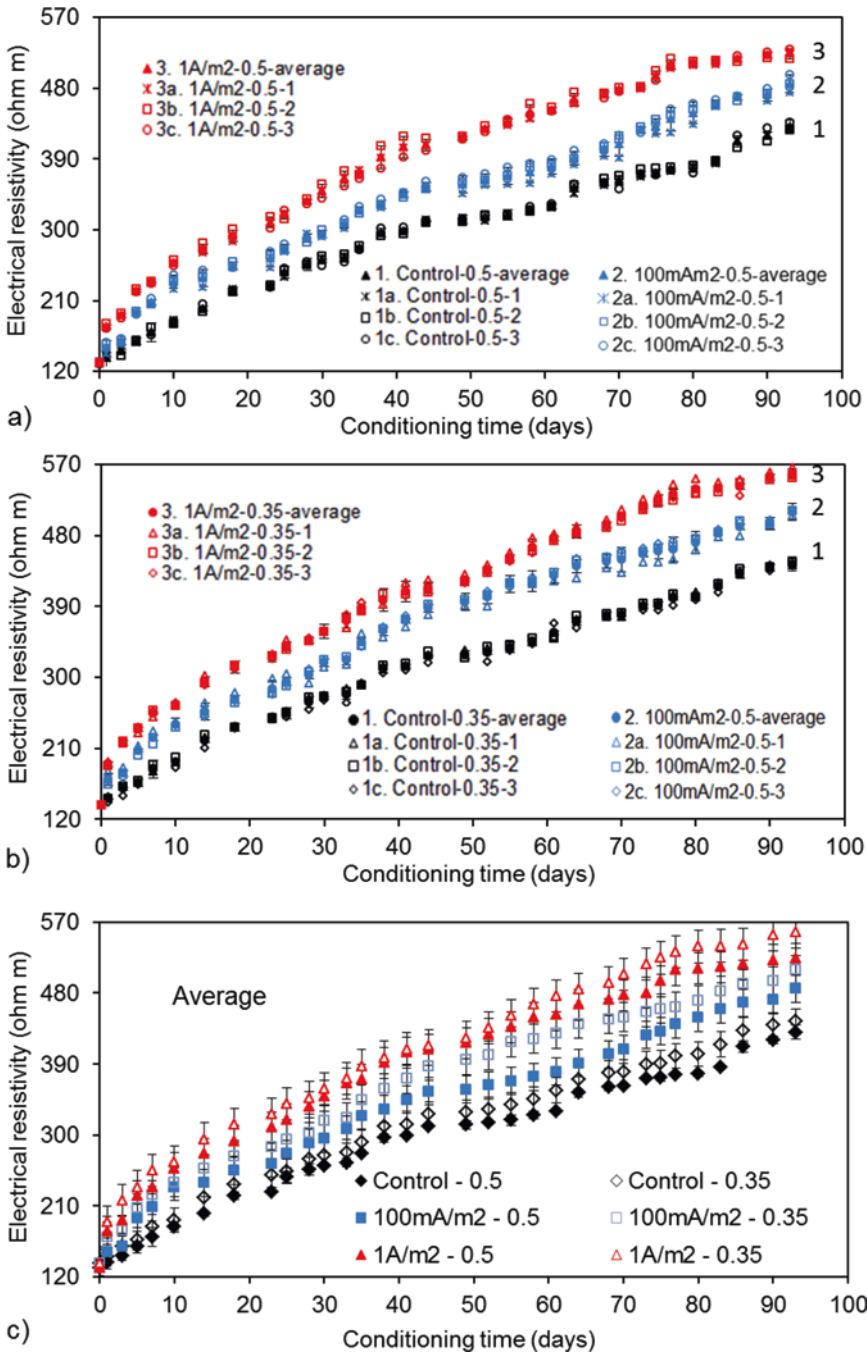 570
480
390
300
210
120
Electrical resistivity (ohm m)
3. 1A/m2-0.5-average
3a. 1A/m2-0.5-1
3b. 1A/m2-0.5-2
3c. 1A/m2-0.5-3
3
2
1
1. Control-0.5-average
1a. Control-0.5-1
1b. Control-0.5-2
1c. Control-0.5-3
2. 100mAm2-0.5-average
2a. 100mA/m2-0.5-1
2b. 100mA/m2-0.5-2
2c. 100mA/m2-0.5-3
0 10 20 30 40 50 60 70 80 90 100
Conditioning time (days)
a)
570
480
390
300
210
120
Electrical resistivity (ohm m)
3. 1A/m2-0.35-average
3a. 1A/m2-0.35-1
3b. 1A/m2-0.35-2
3c. 1A/m2-0.35-3
3
2
1
1. Control-0.35-average
1a. Control-0.35-1
1b. Control-0.35-2
1c. Control-0.35-3
2. 100mAm2-0.5-average
2a. 100mA/m2-0.5-1
2b. 100mA/m2-0.5-2
2c. 100mA/m2-0.5-3
0 10 20 30 40 50 60 70 80 90 100
Conditioning time (days)
b)
570
480
390
300
210
120
Electrical resistivity (ohm m)
Average
Control - 0.5
Control - 0.35
100mA/m2 - 0.5
100mA/m2 - 0.35
1A/m2 - 0.5
1A/m2 - 0.35
0 10 20 30 40 50 60 70 80 90 100
Conditioning time (days)
c)